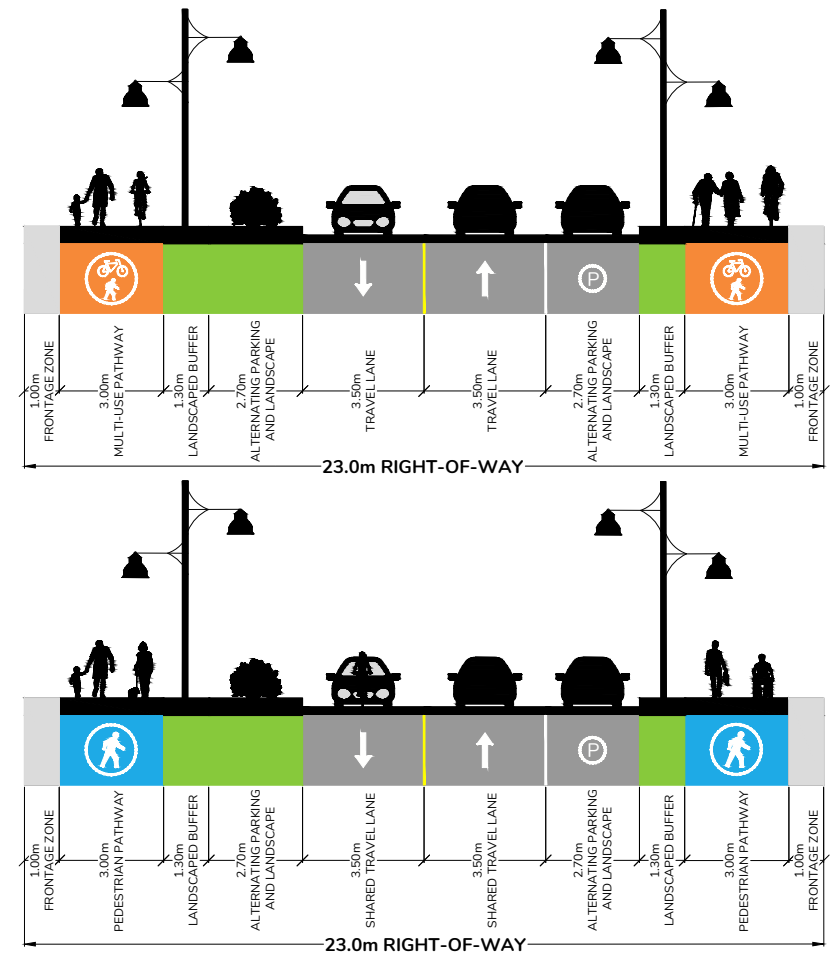 1.00m
FRONTAGE ZONE
3.00m
MULTI-USE PATHWAY
1.30m
LANDSCAPED BUFFER
2.70m
ALTERNATING PARKING
AND LANDSCAPE
3.50m
TRAVEL LANE
3.50m
TRAVEL LANE
P
2.70m
ALTERNATING PARKING
AND LANDSCAPE
1.30m
LANDSCAPED BUFFER
3.00m
MULTI-USE PATHWAY
1.00m
FRONTAGE ZONE
23.0m RIGHT-OF-WAY
1.00m
FRONTAGE ZONE
3.00m
PEDESTRIAN PATHWAY
1.30m
LANDSCAPED BUFFER
2.70m
ALTERNATING PARKING
AND LANDSCAPE
3.50m
SHARED TRAVEL LANE
3.50m
SHARED TRAVEL LANE
P
2.70m
ALTERNATING PARKING
AND LANDSCAPE
1.30m
LANDSCAPED BUFFER
3.00m
PEDESTRIAN PATHWAY
1.00m
FRONTAGE ZONE
23.0m RIGHT-OF-WAY